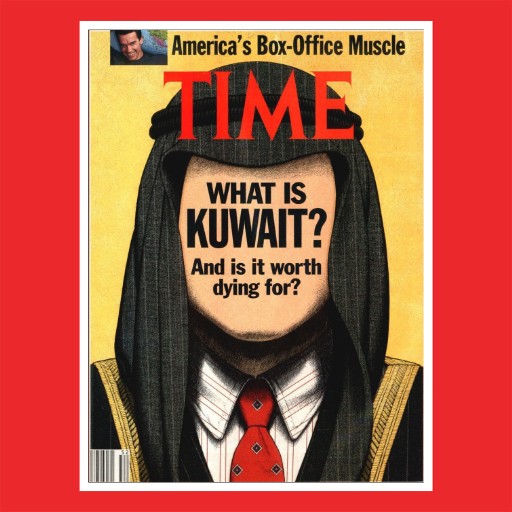 America's Box-Office Muscle
TIME
WHAT IS
KUWAIT?
And is it worth
dying for?